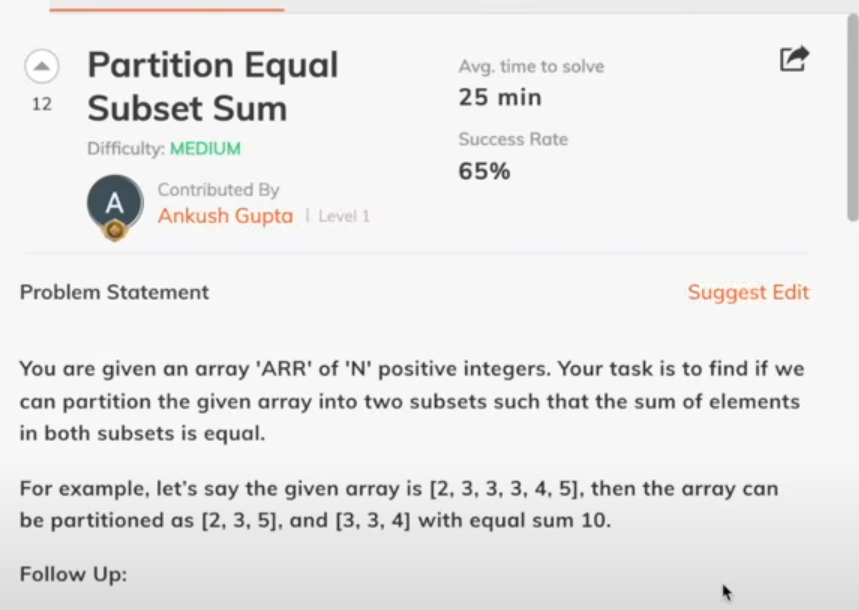 Partition Equal
Subset Sum
12
Difficulty: MEDIUM
A
Contributed By
Ankush Gupta | Level 1
Avg. time to solve
25 min
Success Rate
65%
Problem Statement
Suggest Edit
You are given an array 'ARR' of 'N' positive integers. Your task is to find if we
can partition the given array into two subsets such that the sum of elements
in both subsets is equal.
For example, let's say the given array is [2, 3, 3, 3, 4, 5], then the array can
be partitioned as [2, 3, 5], and [3, 3, 4] with equal sum 10.
Follow Up: